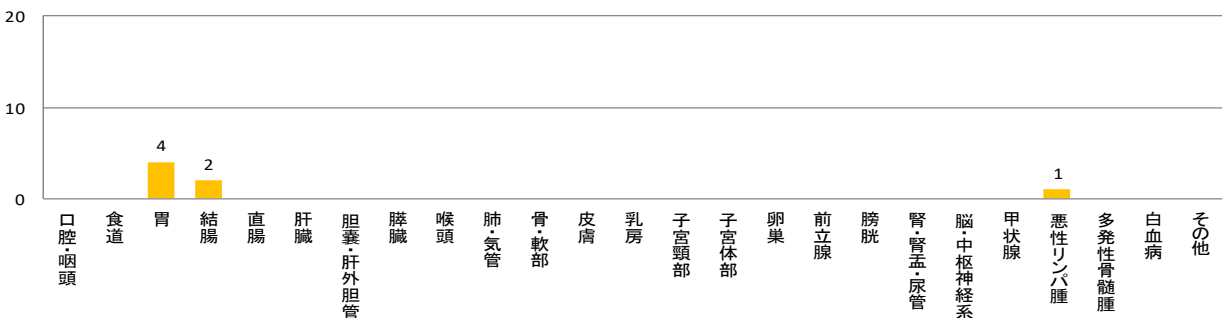 20
10
0
4
2
1
口腔・咽頭
食道
胃
結腸
直腸
肝臓
胆嚢・肝外胆管
膵臓
喉頭
肺・気管
骨・軟部
皮膚
乳房
子宮頸部
子宮体部
卵巣
前立腺
膀胱
腎・腎盂・尿管
脳・中枢神経系
甲状腺
悪性リンパ腫
多発性骨髄腫
白血病
その他